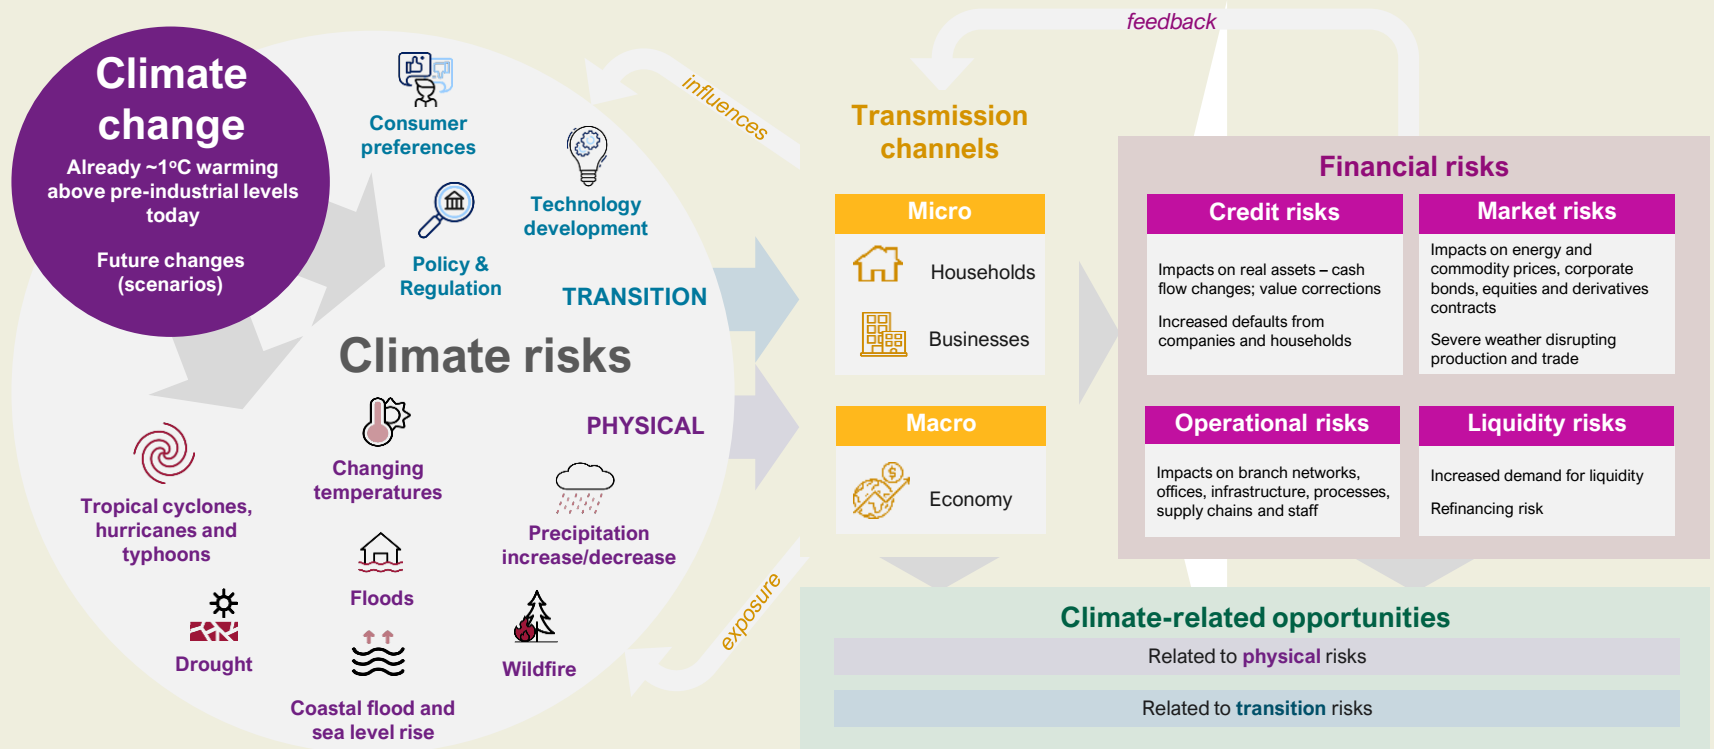 feedback
Climate
change
Already ~1°C warming
above pre-industrial levels
today
Future changes
(scenarios)
Consumer
preferences
Technology
development
Policy &
Regulation
TRANSITION
Climate risks
PHYSICAL
Changing
temperatures
Tropical cyclones,
hurricanes and
typhoons
Precipitation
increase/decrease
Floods
Drought
Wildfire
Coastal flood and
sea level rise
influences
exposure
Transmission
channels
Micro
Households
Businesses
Macro
Economy
Financial risks
Credit risks
Impacts on real assets – cash
flow changes; value corrections
Increased defaults from
companies and households
Market risks
Impacts on energy and
commodity prices, corporate
bonds, equities and derivatives
contracts
Severe weather disrupting
production and trade
Operational risks
Impacts on branch networks,
offices, infrastructure, processes,
supply chains and staff
Liquidity risks
Increased demand for liquidity
Refinancing risk
Climate-related opportunities
Related to physical risks
Related to transition risks